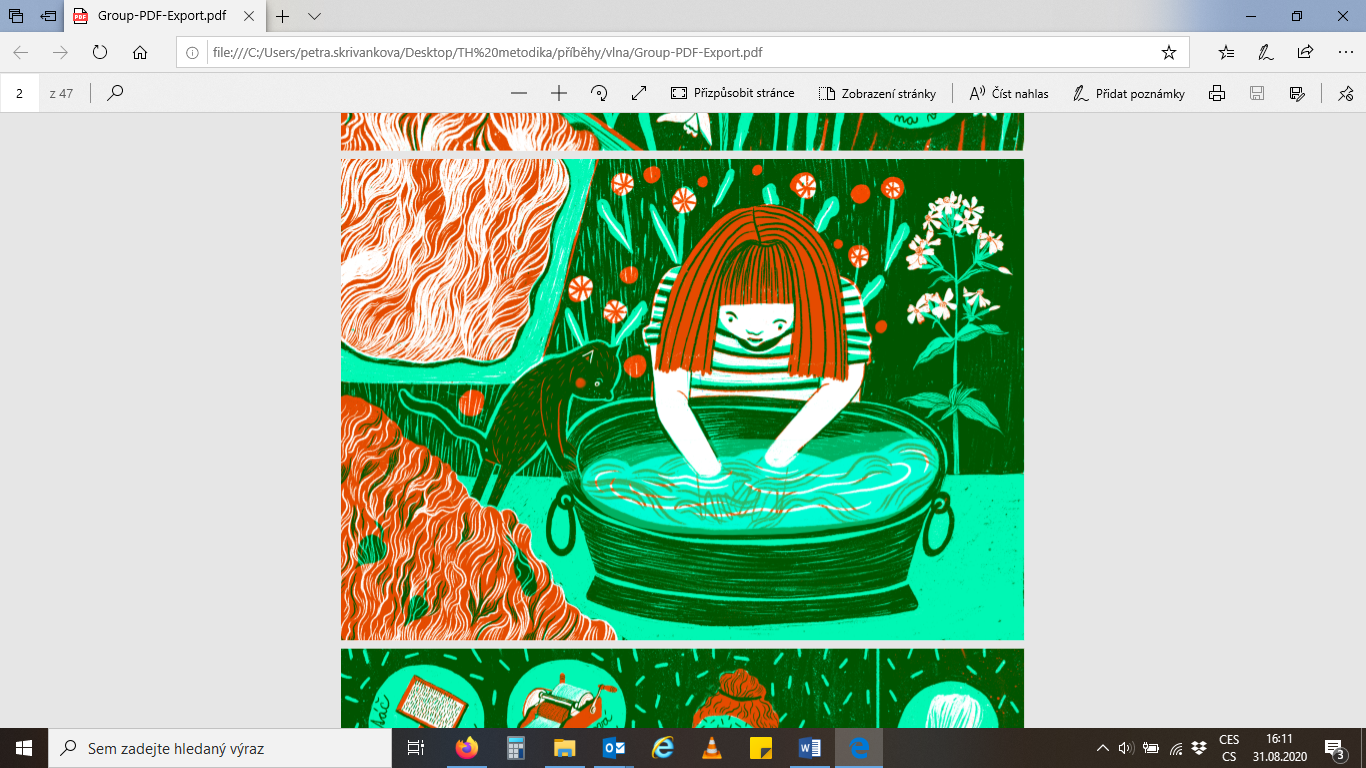 Group-PDF-Export.pdf
file:///C:/Users/petra.skrivankova/Desktop/TH%20metodika/příběhy/vlna/Group-PDF-Export.pdf
2 z 47
Přizpůsobit stránce
Zobrazení stránky
Číst nahlas
Přidat poznámky
na
Sem zadejte hledaný výraz
CES
CS
16:11
31.08.2020
3